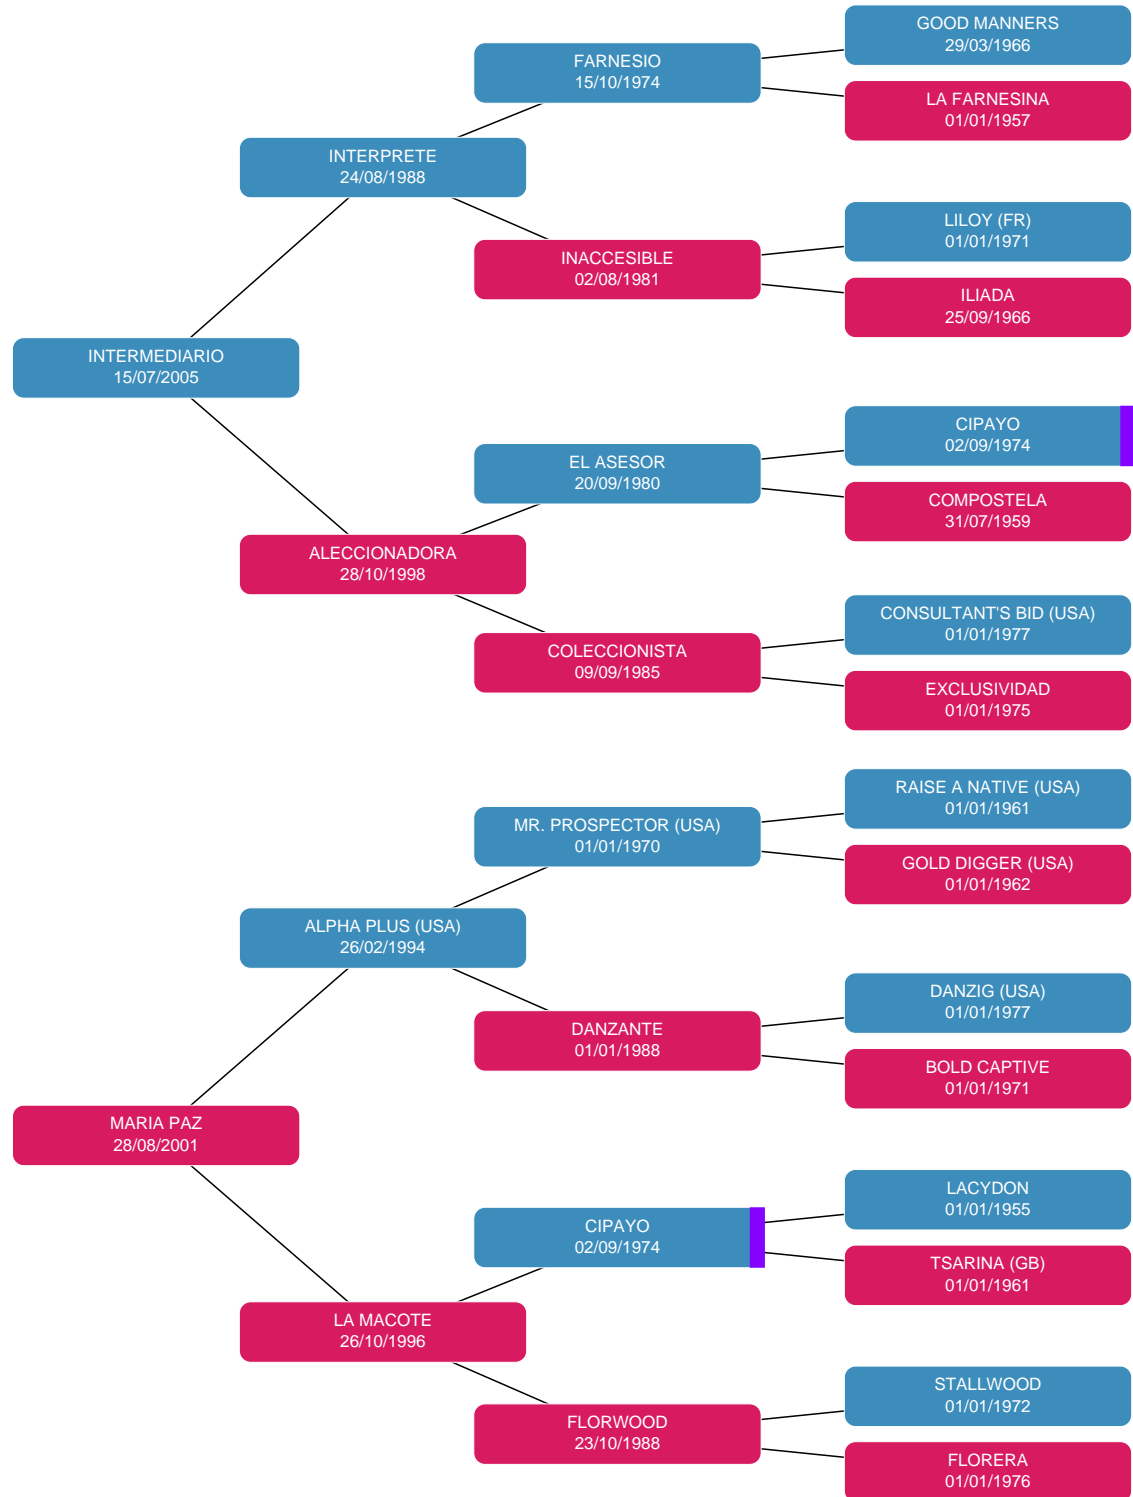 GOOD MANNERS
29/03/1966
FARNESIO
15/10/1974
LA FARNESINA
01/01/1957
INTERPRETE
24/08/1988
LILOY (FR)
01/01/1971
INACCESIBLE
02/08/1981
ILIADA
25/09/1966
INTERMEDIARIO
15/07/2005
CIPAYO
02/09/1974
EL ASESOR
20/09/1980
COMPOSTELA
31/07/1959
ALECCIONADORA
28/10/1998
CONSULTANT'S BID (USA)
01/01/1977
COLECCIONISTA
09/09/1985
EXCLUSIVIDAD
01/01/1975
RAISE A NATIVE (USA)
01/01/1961
MR. PROSPECTOR (USA)
01/01/1970
GOLD DIGGER (USA)
01/01/1962
ALPHA PLUS (USA)
26/02/1994
DANZIG (USA)
01/01/1977
DANZANTE
01/01/1988
BOLD CAPTIVE
01/01/1971
MARIA PAZ
28/08/2001
LACYDON
01/01/1955
CIPAYO
02/09/1974
TSARINA (GB)
01/01/1961
LA MACOTE
26/10/1996
STALLWOOD
01/01/1972
FLORWOOD
23/10/1988
FLORERA
01/01/1976